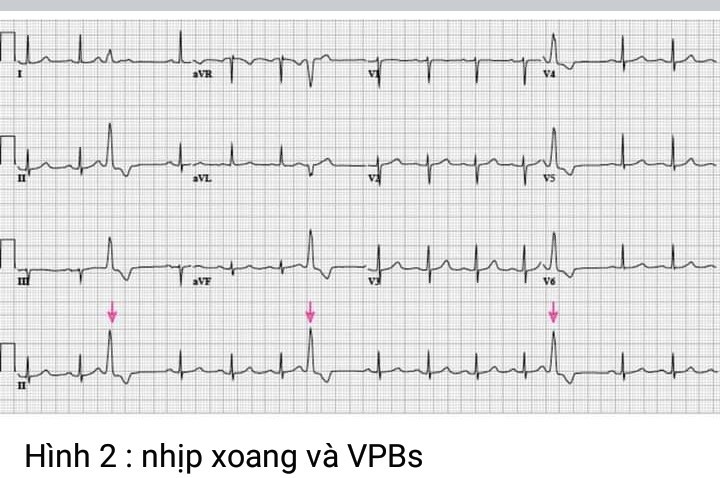 I aVR V1 V4
II aVL V2 V5
III aVF V3 V6
II
Hình 2 : nhịp xoang và VPBs